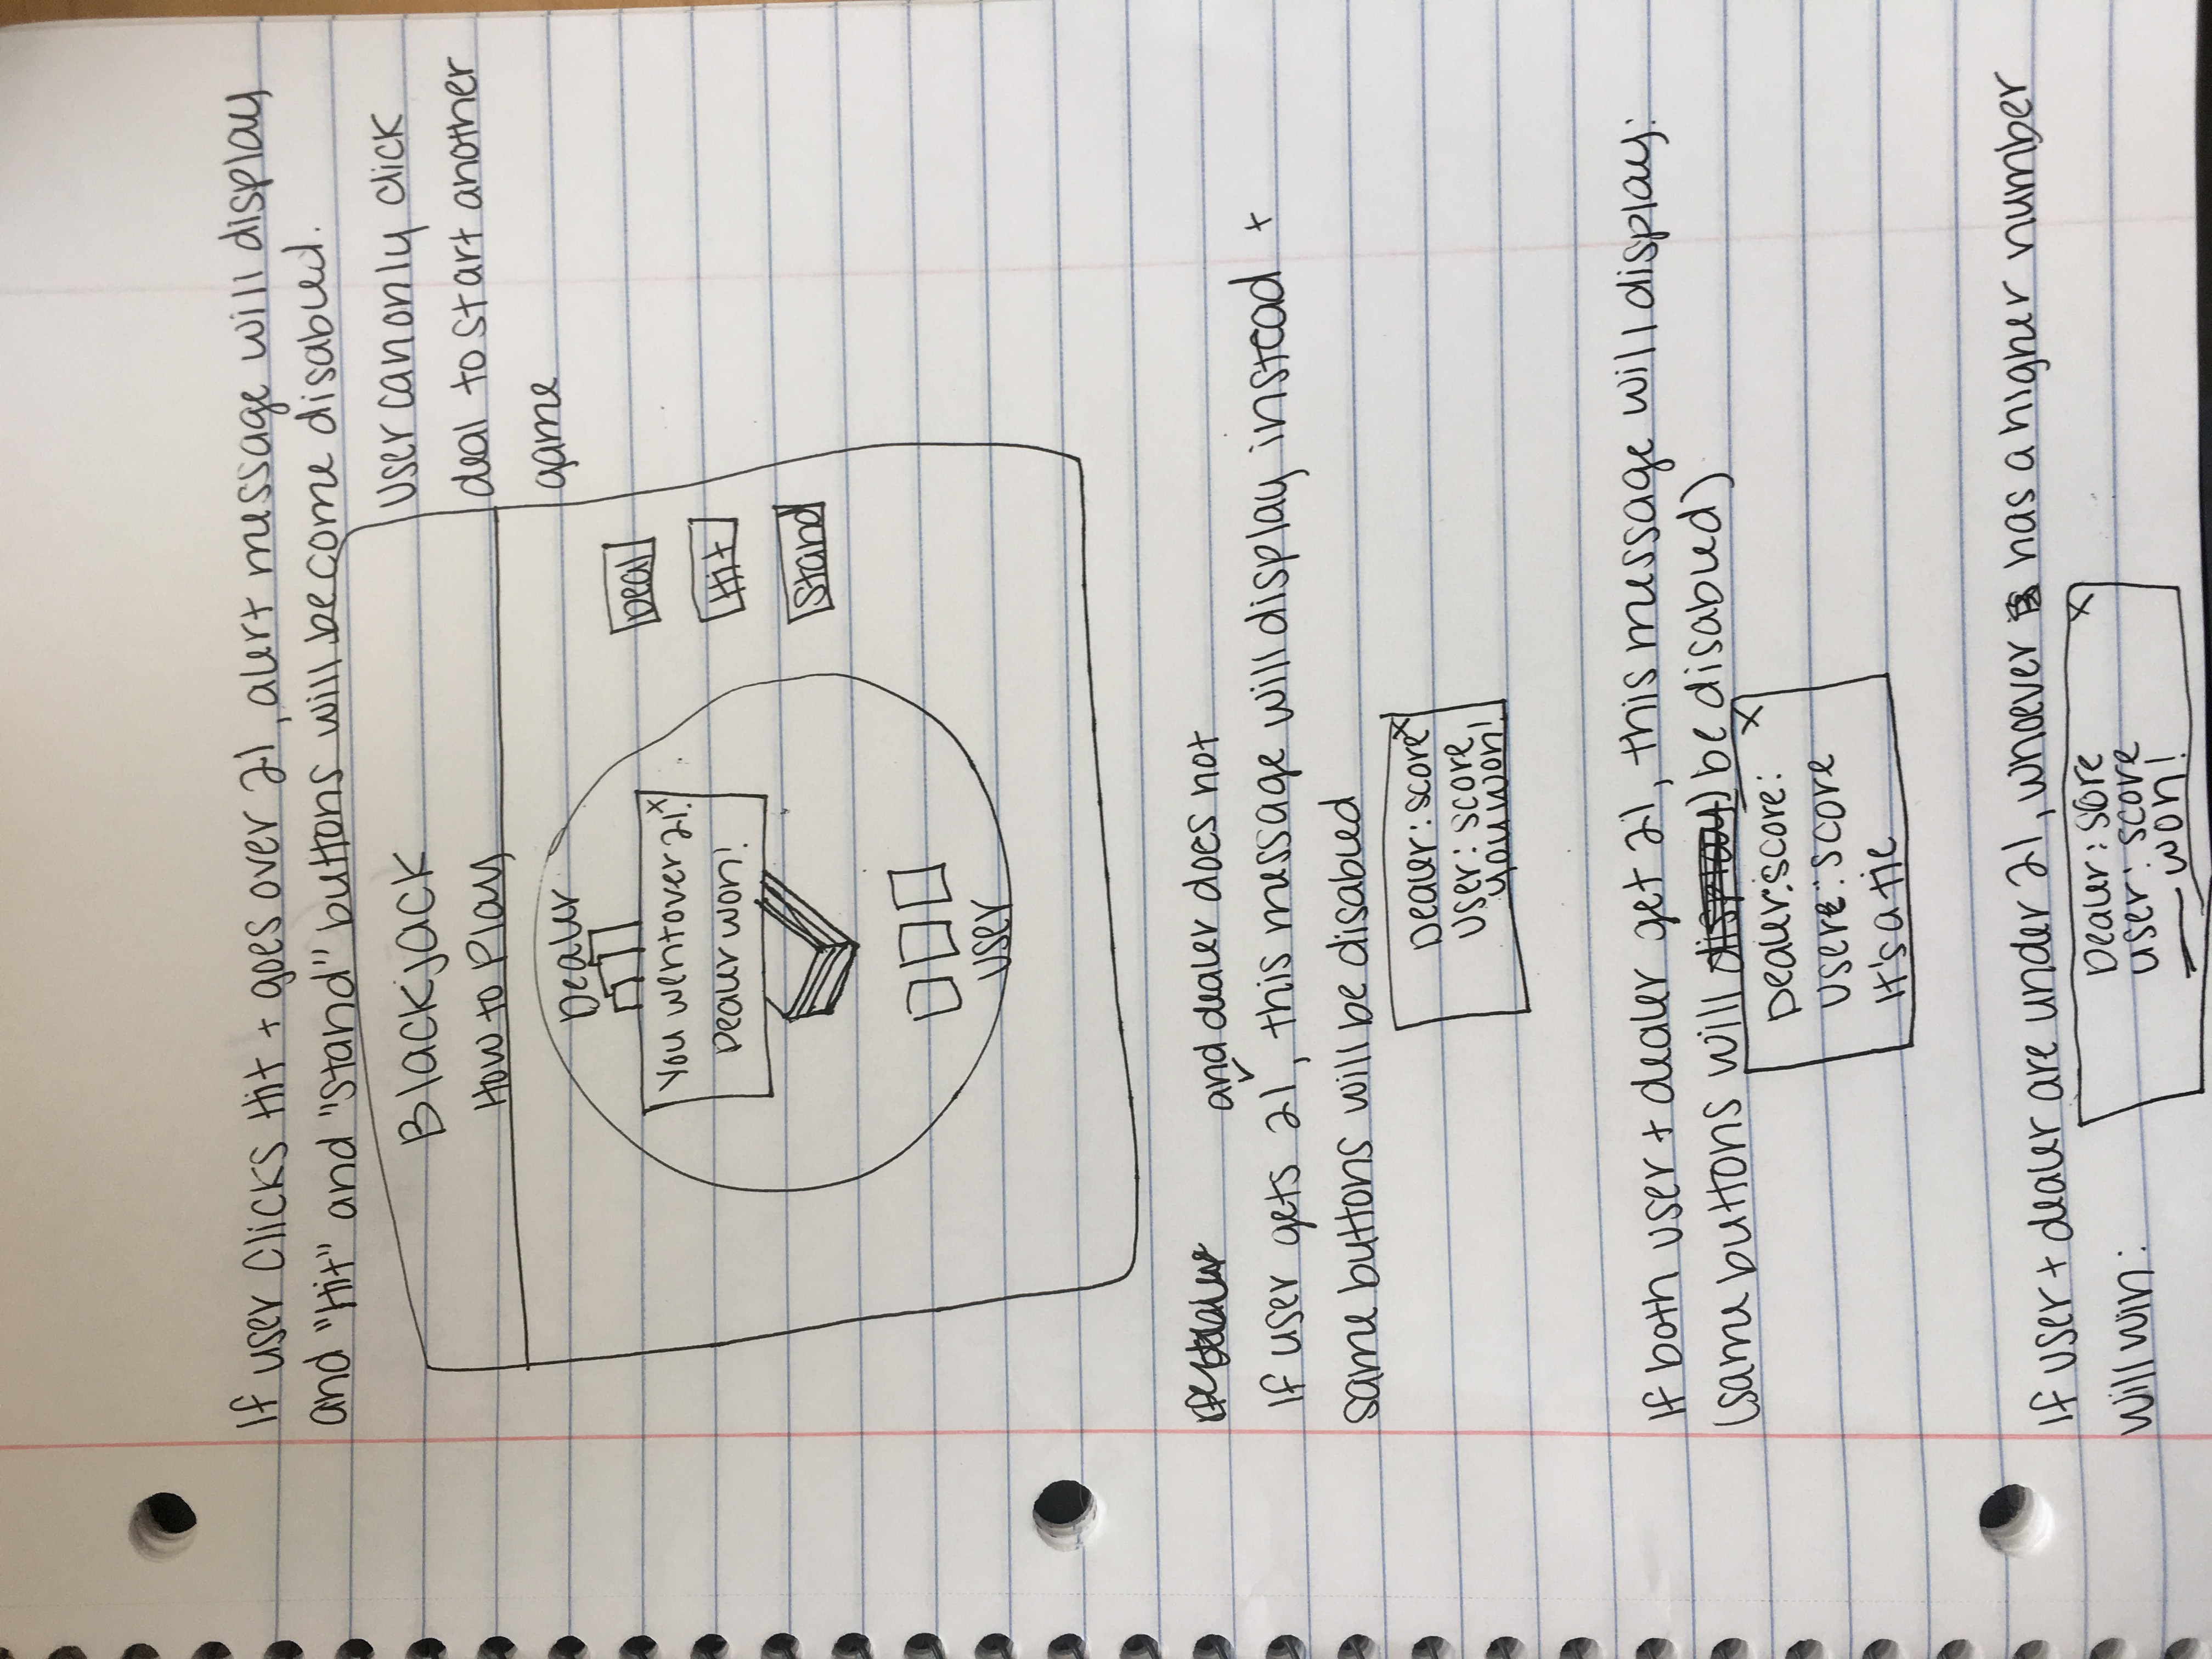 If user clicks Hit + goes over 21, alert message will display
and "Hit" and "Stand" buttons will become disabled.
User can only click
deal to start another
game
Blackjack
How to Play
Dealer
You went over 21. x
Dealer won!
Deal
Hit
Stand
User
and dealer does not
If user gets 21, this message will display instead +
same buttons will be disabled
Dealer: score x
User: score
You won!
If both user + dealer get 21, this message will display:
(same buttons will display) be disabled)
Dealer: score: x
User: score
It's a tie
If user + dealer are under 21, whoever has a higher number
will win:
Dealer: sore x
User: score
___ won!